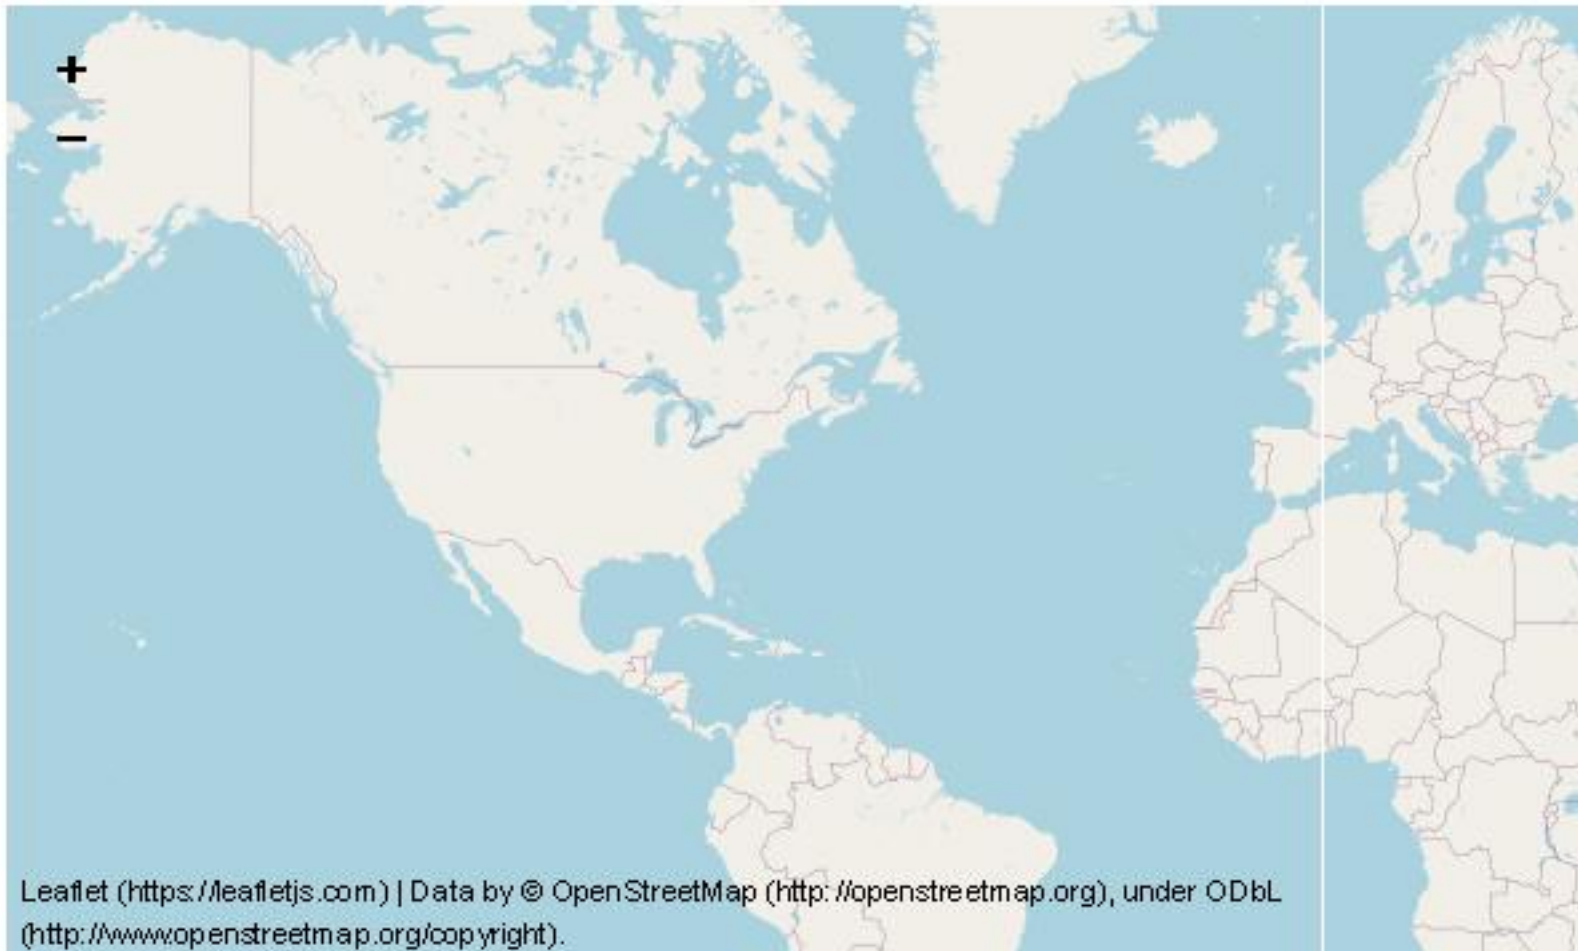 +
−
Leaflet (https://leafletjs.com) | Data by © OpenStreetMap (http://openstreetmap.org), under ODbL
(http://www.openstreetmap.org/copyright).